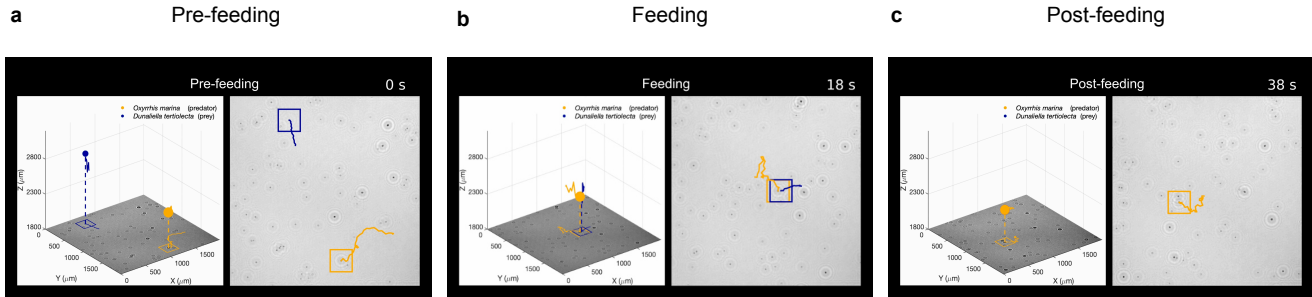 a Pre-feeding
Pre-feeding 0 s
Oxyrrhis marina (predator)
Dunaliella tertiolecta (prey)
Z (μm)
2800
2300
1800
0
500
1000
1500
Y (μm)
0
500
1000
1500
X (μm)
b Feeding
Feeding 18 s
Oxyrrhis marina (predator)
Dunaliella tertiolecta (prey)
Z (μm)
2800
2300
1800
0
500
1000
1500
Y (μm)
0
500
1000
1500
X (μm)
c Post-feeding
Post-feeding 38 s
Oxyrrhis marina (predator)
Dunaliella tertiolecta (prey)
Z (μm)
2800
2300
1800
0
500
1000
1500
Y (μm)
0
500
1000
1500
X (μm)